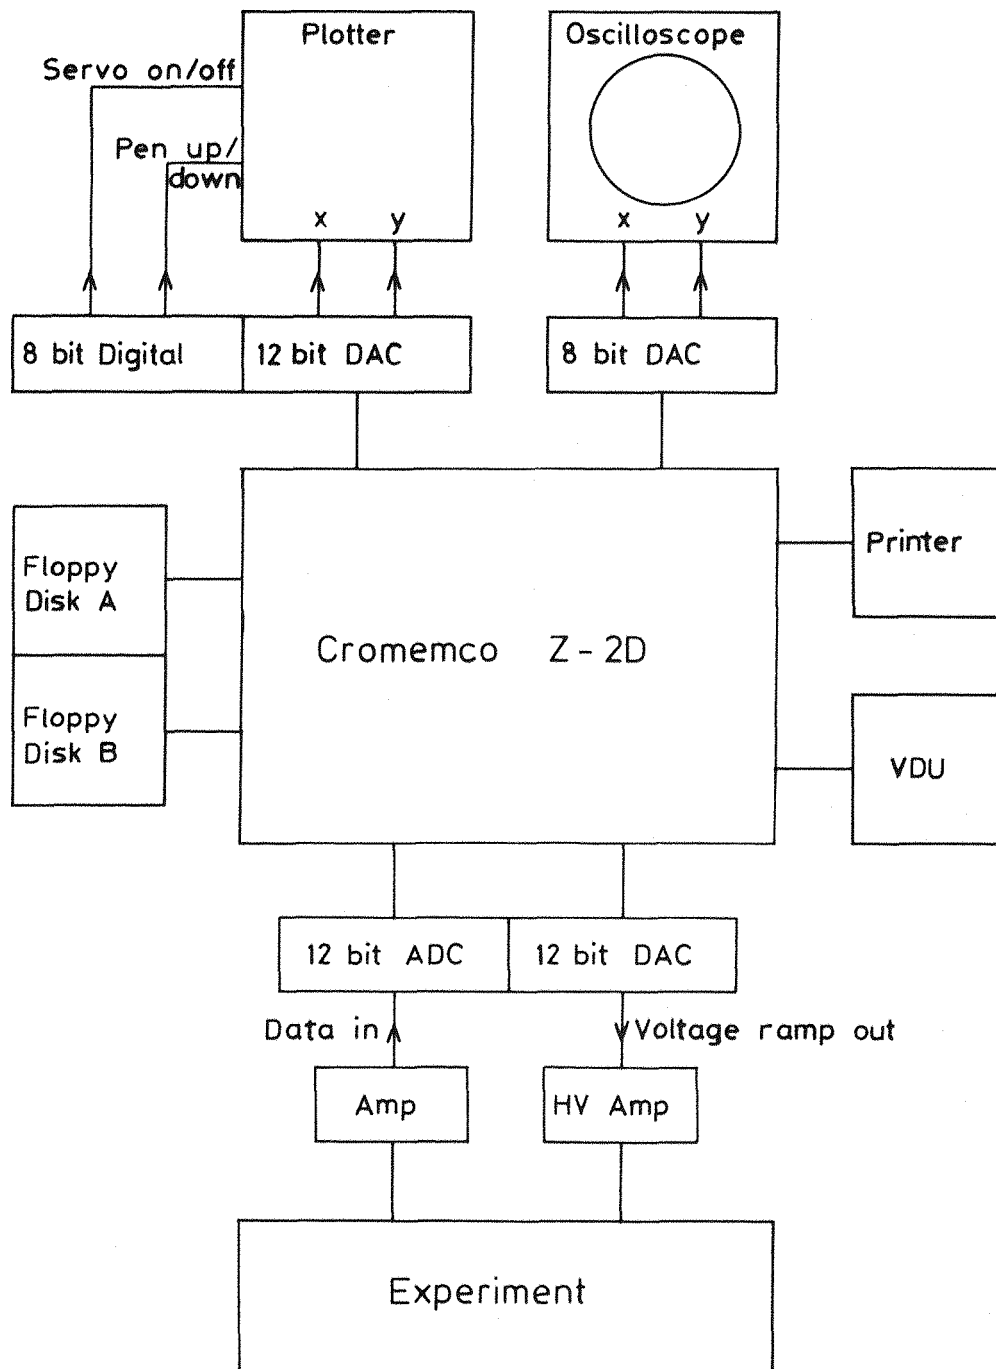 Plotter
Oscilloscope
Servo on/off
Pen up/
down
x y
x y
8 bit Digital
12 bit DAC
8 bit DAC
Floppy
Disk A
Printer
Cromemco Z-2D
Floppy
Disk B
VDU
12 bit ADC
12 bit DAC
Data in
Voltage ramp out
Amp
HV Amp
Experiment